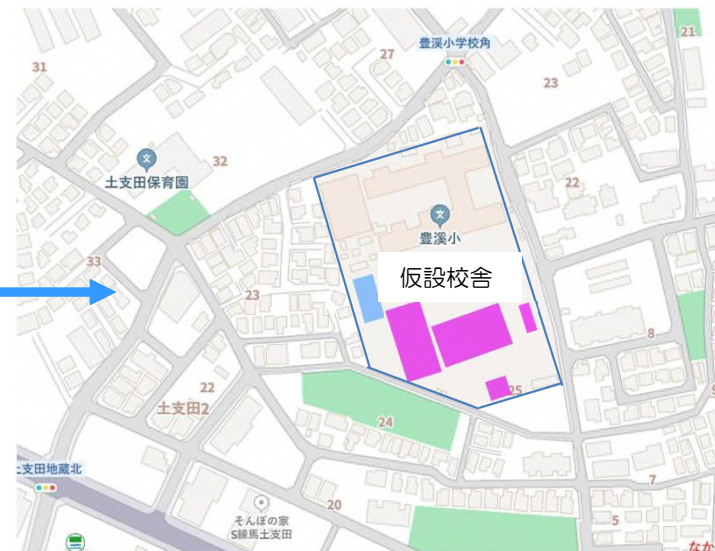 豊溪小学校角
21
27
31
23
32
土支田保育園
22
豊溪小
33
仮設校舎
23
8
22
土支田2
25
24
土支田地蔵北
7
20
そんぽの家
S練馬土支田
5
なか